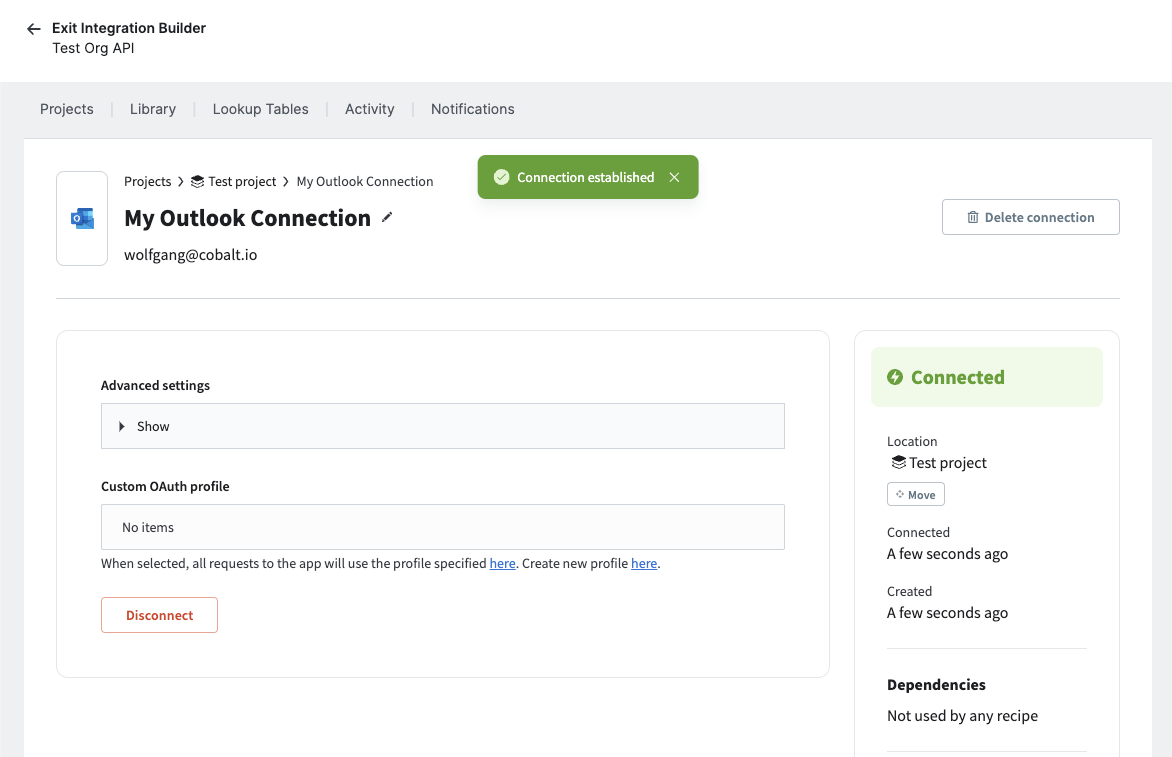 Exit Integration Builder
Test Org API
Projects | Library | Lookup Tables | Activity | Notifications
Projects > Test project > My Outlook Connection
Connection established
My Outlook Connection
Delete connection
wolfgang@cobalt.io
Advanced settings
Show
Custom OAuth profile
No items
When selected, all requests to the app will use the profile specified here. Create new profile here.
Disconnect
Connected
Location
Test project
Move
Connected
A few seconds ago
Created
A few seconds ago
Dependencies
Not used by any recipe